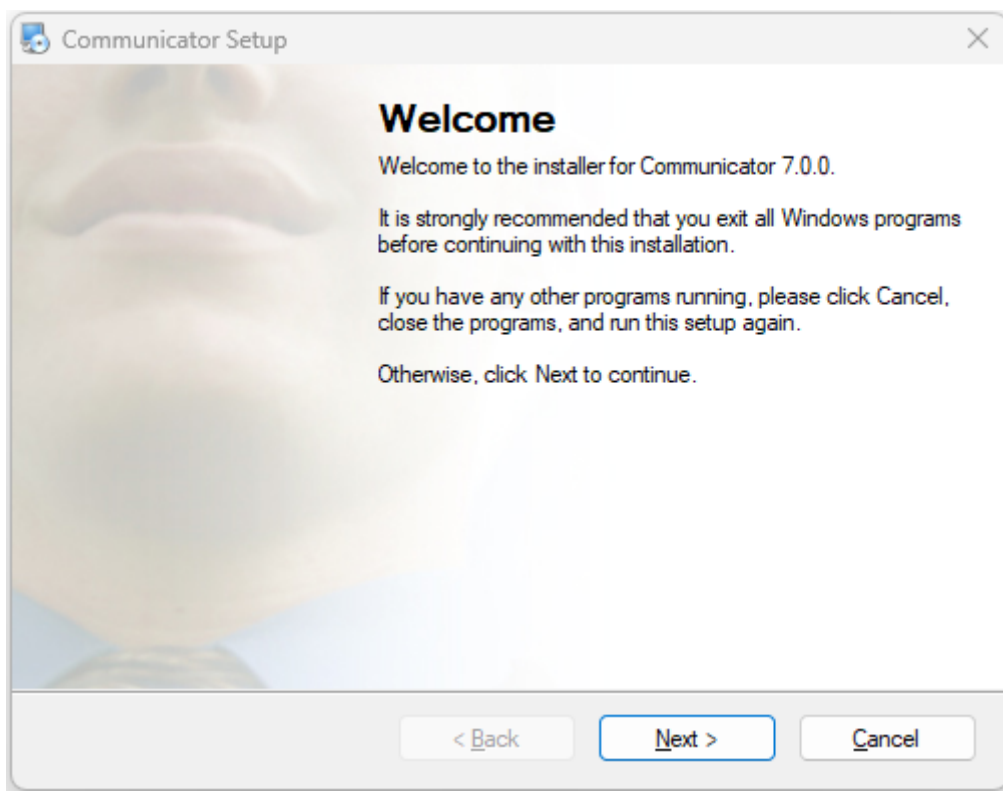 Communicator Setup
Welcome
Welcome to the installer for Communicator 7.0.0.
It is strongly recommended that you exit all Windows programs
before continuing with this installation.
If you have any other programs running, please click Cancel,
close the programs, and run this setup again.
Otherwise, click Next to continue.
< Back
Next >
Cancel